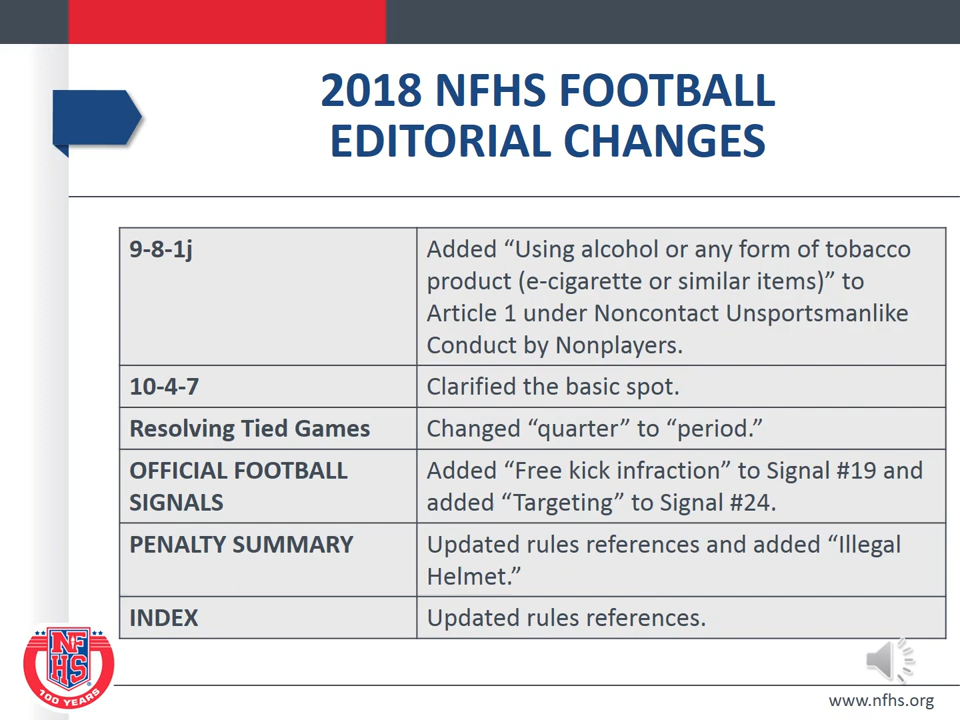 2018 NFHS FOOTBALL
EDITORIAL CHANGES
9-8-1j
Added “Using alcohol or any form of tobacco
product (e-cigarette or similar items)” to
Article 1 under Noncontact Unsportsmanlike
Conduct by Nonplayers.
10-4-7
Clarified the basic spot.
Resolving Tied Games
Changed “quarter” to “period.”
OFFICIAL FOOTBALL
SIGNALS
Added “Free kick infraction” to Signal #19 and
added “Targeting” to Signal #24.
PENALTY SUMMARY
Updated rules references and added “Illegal
Helmet.”
INDEX
Updated rules references.
NF
HS
100 YEARS
www.nfhs.org